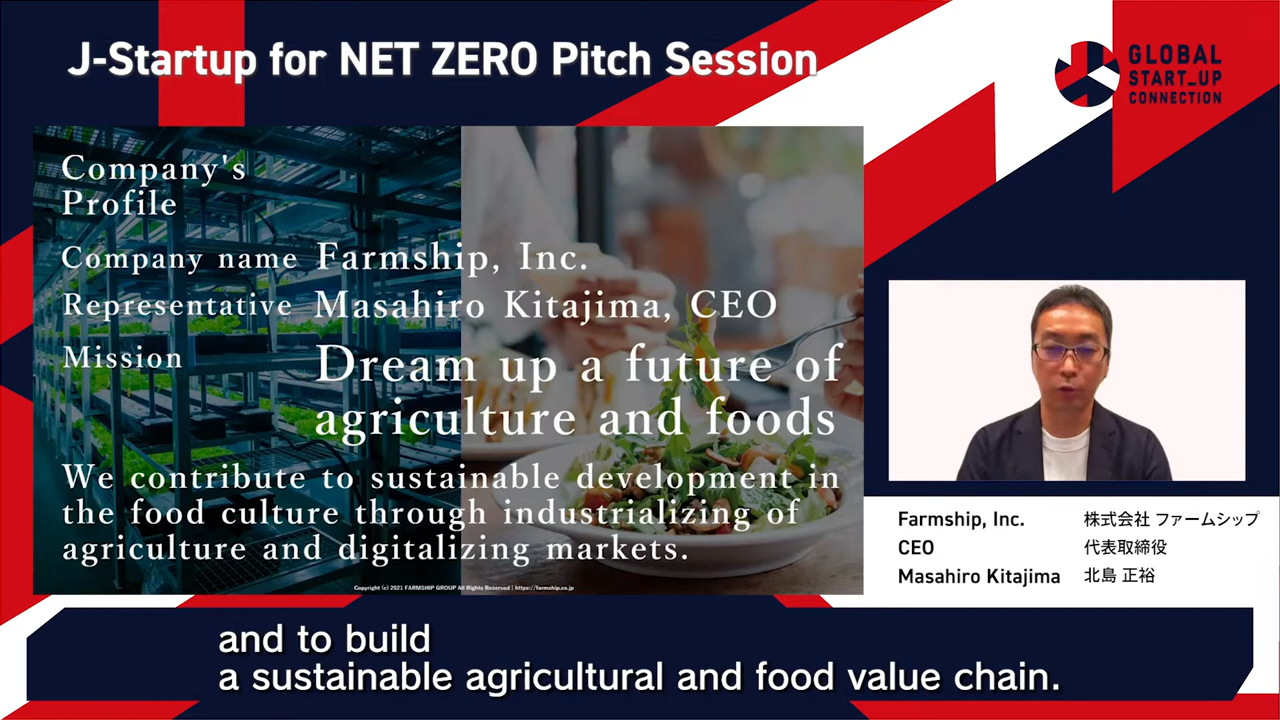 J-Startup for NET ZERO Pitch Session
GLOBAL
START_UP
CONNECTION
Company's
Profile
Company name Farmship, Inc.
Representative Masahiro Kitajima, CEO
Mission Dream up a future of
agriculture and foods
We contribute to sustainable development in
the food culture through industrializing of
agriculture and digitalizing markets.
Copyright (c) 2021 FARMSHIP GROUP All Rights Reserved | https://farmship.co.jp
Farmship, Inc. 株式会社 ファームシップ
CEO 代表取締役
Masahiro Kitajima 北島 正裕
and to build
a sustainable agricultural and food value chain.